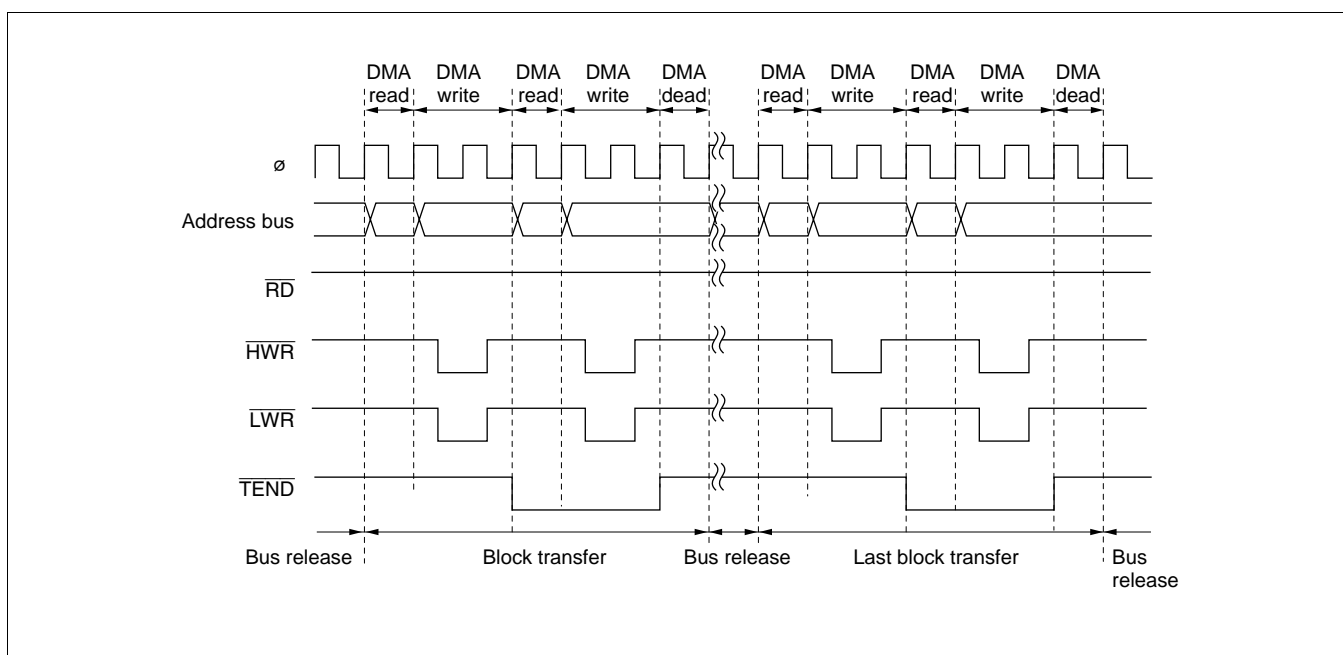 DMA DMA DMA DMA DMA DMA DMA DMA DMA DMA
read write read write dead read write read write dead
ø
Address bus
RD
HWR
LWR
TEND
Bus release Block transfer Bus release Last block transfer Bus
release